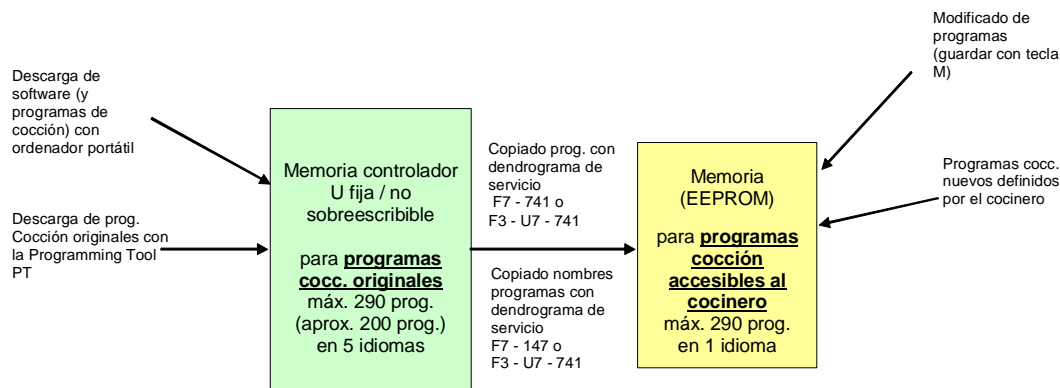 Descarga de
software (y
programas de
cocción) con
ordenador portátil
Descarga de prog.
Cocción originales con
la Programming Tool
PT
Memoria controlador
U fija / no
sobreescribible
para programas
cocc. originales
máx. 290 prog.
(aprox. 200 prog.)
en 5 idiomas
Copiado prog. con
dendrograma de
servicio
F7 - 741 o
F3 - U7 - 741
Copiado nombres
programas con
dendrograma de
servicio
F7 - 147 o
F3 - U7 - 741
Memoria
(EEPROM)
para programas
cocción
accesibles al
cocinero
máx. 290 prog.
en 1 idioma
Modificado de
programas
(guardar con tecla
M)
Programas cocc.
nuevos definidos
por el cocinero